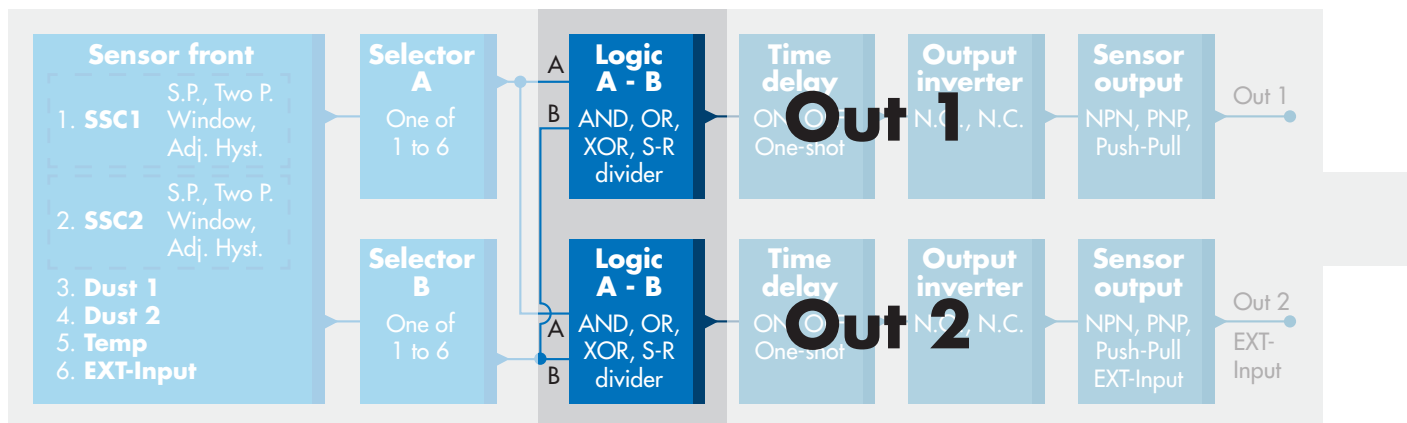 Sensor front
1. SSC1
S.P., Two P.
Window,
Adj. Hyst.
2. SSC2
S.P., Two P.
Window,
Adj. Hyst.
3. Dust 1
4. Dust 2
5. Temp
6. EXT-Input
Selector
A
One of
1 to 6
Selector
B
One of
1 to 6
A
B
Logic
A - B
AND, OR,
XOR, S-R
divider
Time
delay
One-shot
Output
inverter
N.C.
Sensor
output
NPN, PNP,
Push-Pull
Out 1
Out 1
A
B
Logic
A - B
AND, OR,
XOR, S-R
divider
Time
delay
One-shot
Output
inverter
N.C.
Sensor
output
NPN, PNP,
Push-Pull
EXT-Input
Out 2
Out 2
EXT-
Input